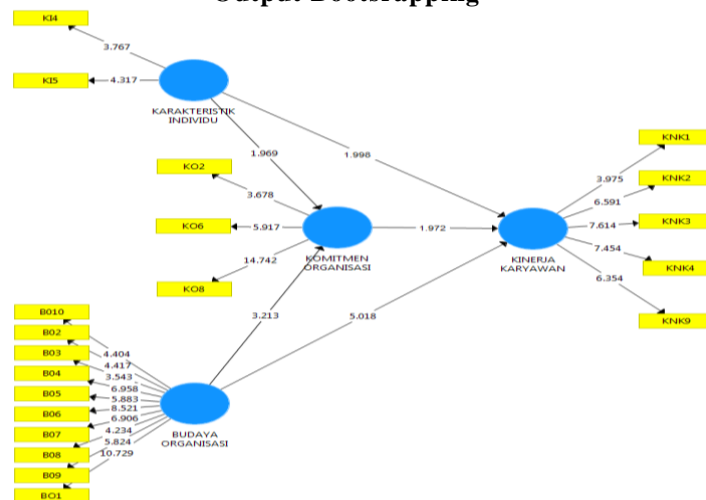 Output Bootsrapping
KI4
3.767
KI5
4.317
KARAKTERISTIK
INDIVIDU
1.969
1.998
KO2
3.678
KO6
5.917
KO8
14.742
KOMITMEN
ORGANISASI
1.972
KINERJA
KARYAWAN
KNK1
3.975
KNK2
6.591
KNK3
7.614
KNK4
7.454
KNK9
6.354
3.213
5.018
B010
B02
B03
B04
B05
B06
B07
B08
B09
BO1
4.404
4.417
3.543
6.958
5.883
8.521
6.906
4.234
5.824
10.729
BUDAYA
ORGANISASI